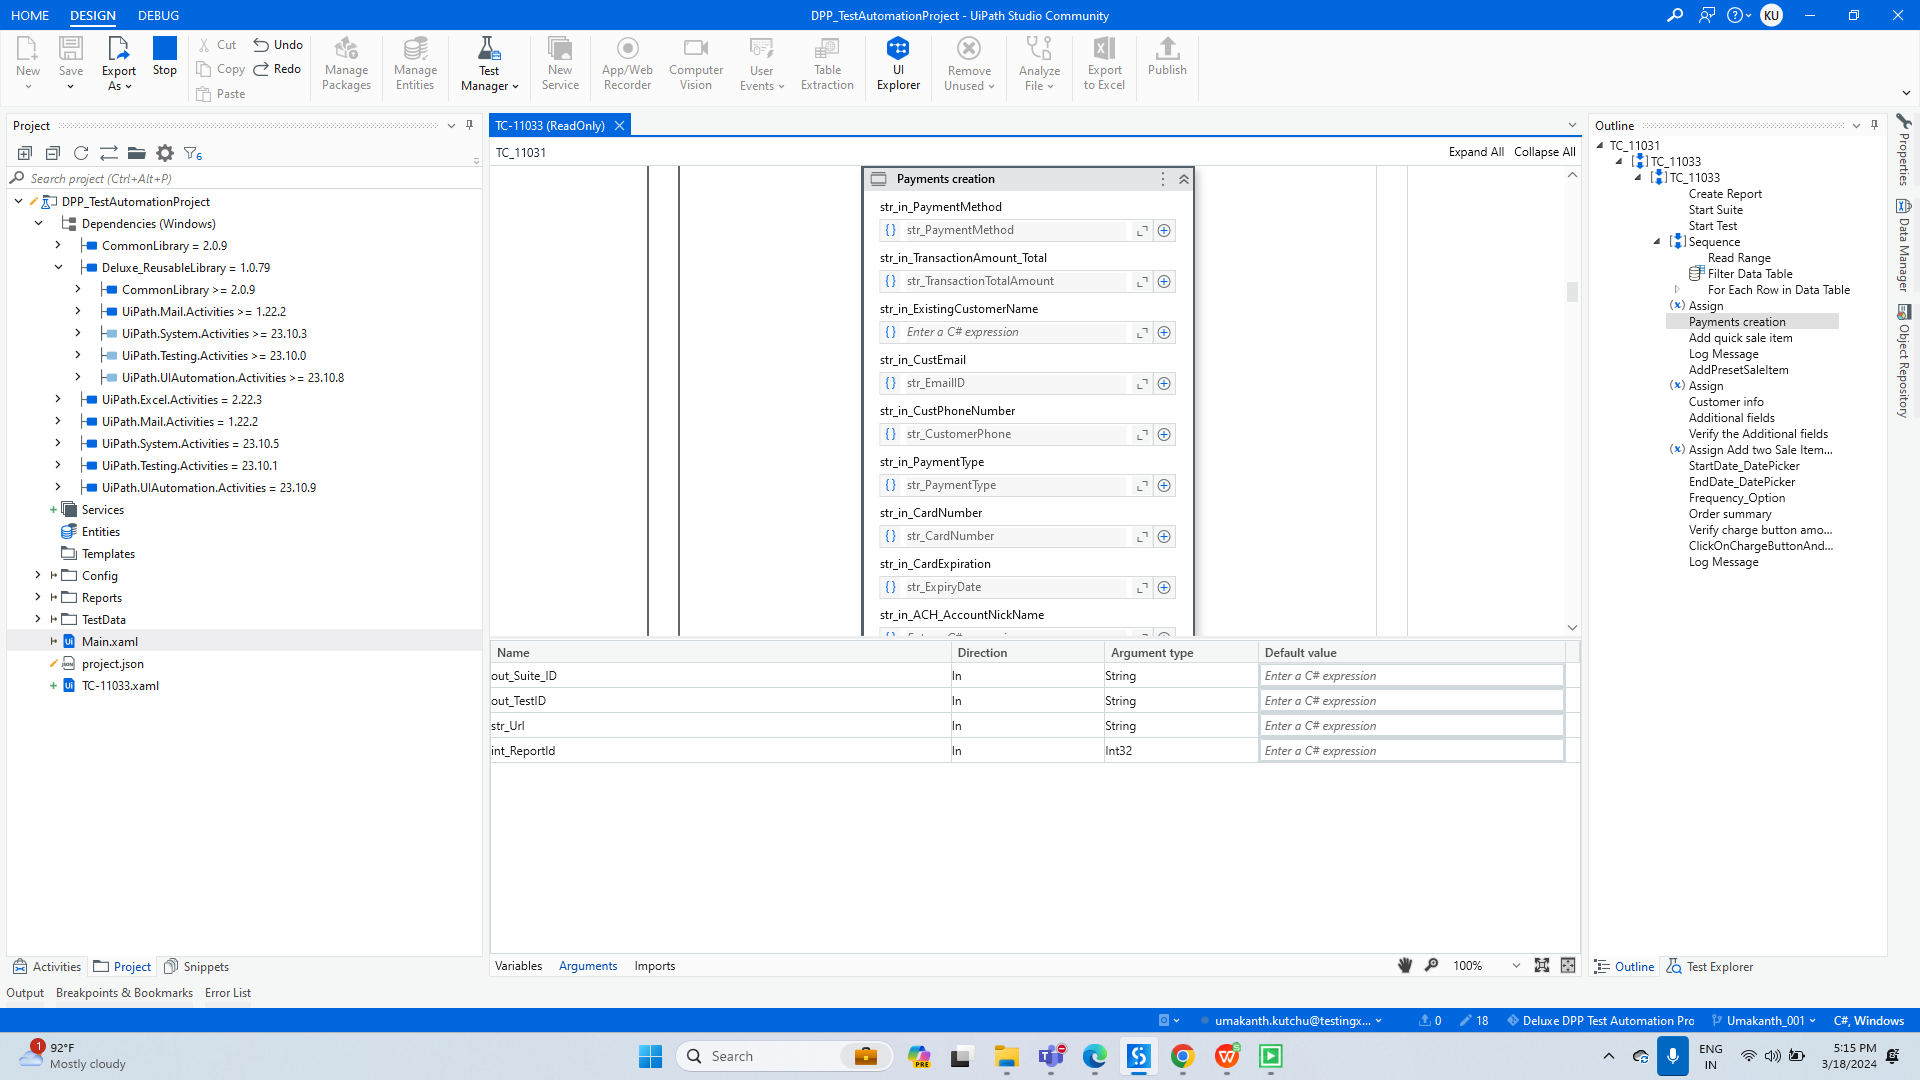 HOME DESIGN DEBUG
DPP_TestAutomationProject - UiPath Studio Community
KU
New
Save
Export As
Stop
Cut
Copy
Paste
Undo
Redo
Manage Packages
Manage Entities
Test Manager
New Service
App/Web Recorder
Computer Vision
User Events
Table Extraction
UI Explorer
Remove Unused
Analyze File
Export to Excel
Publish
Project
6
Search project (Ctrl+Alt+P)
DPP_TestAutomationProject
Dependencies (Windows)
CommonLibrary = 2.0.9
Deluxe_ReusableLibrary = 1.0.79
CommonLibrary >= 2.0.9
UiPath.Mail.Activities >= 1.22.2
UiPath.System.Activities >= 23.10.3
UiPath.Testing.Activities >= 23.10.0
UiPath.UIAutomation.Activities >= 23.10.8
UiPath.Excel.Activities = 2.22.3
UiPath.Mail.Activities = 1.22.2
UiPath.System.Activities = 23.10.5
UiPath.Testing.Activities = 23.10.1
UiPath.UIAutomation.Activities = 23.10.9
Services
Entities
Templates
Config
Reports
TestData
Main.xaml
project.json
TC-11033.xaml
Activities Project Snippets
TC-11033 (ReadOnly)
TC_11031
Expand All Collapse All
Payments creation
str_in_PaymentMethod
str_PaymentMethod
str_in_TransactionAmount_Total
str_TransactionTotalAmount
str_in_ExistingCustomerName
Enter a C# expression
str_in_CustEmail
str_EmailID
str_in_CustPhoneNumber
str_CustomerPhone
str_in_PaymentType
str_PaymentType
str_in_CardNumber
str_CardNumber
str_in_CardExpiration
str_ExpiryDate
str_in_ACH_AccountNickName
Name Direction Argument type Default value
out_Suite_ID In String Enter a C# expression
out_TestID In String Enter a C# expression
str_Url In String Enter a C# expression
int_ReportId In Int32 Enter a C# expression
Variables Arguments Imports
100%
Outline
TC_11031
TC_11033
TC_11033
Create Report
Start Suite
Start Test
Sequence
Read Range
Filter Data Table
For Each Row in Data Table
Assign
Payments creation
Add quick sale item
Log Message
AddPresetSaleItem
Assign
Customer info
Additional fields
Verify the Additional fields
Assign Add two Sale Item...
StartDate_DatePicker
EndDate_DatePicker
Frequency_Option
Order summary
Verify charge button amo...
ClickOnChargeButtonAnd...
Log Message
Outline Test Explorer
Properties
Data Manager
Object Repository
Output Breakpoints & Bookmarks Error List
umakanth.kutchu@testingx...
0
18
Deluxe DPP Test Automation Pro
Umakanth_001
C#, Windows
1
92°F
Mostly cloudy
Search
PRE
ENG
IN
5:15 PM
3/18/2024